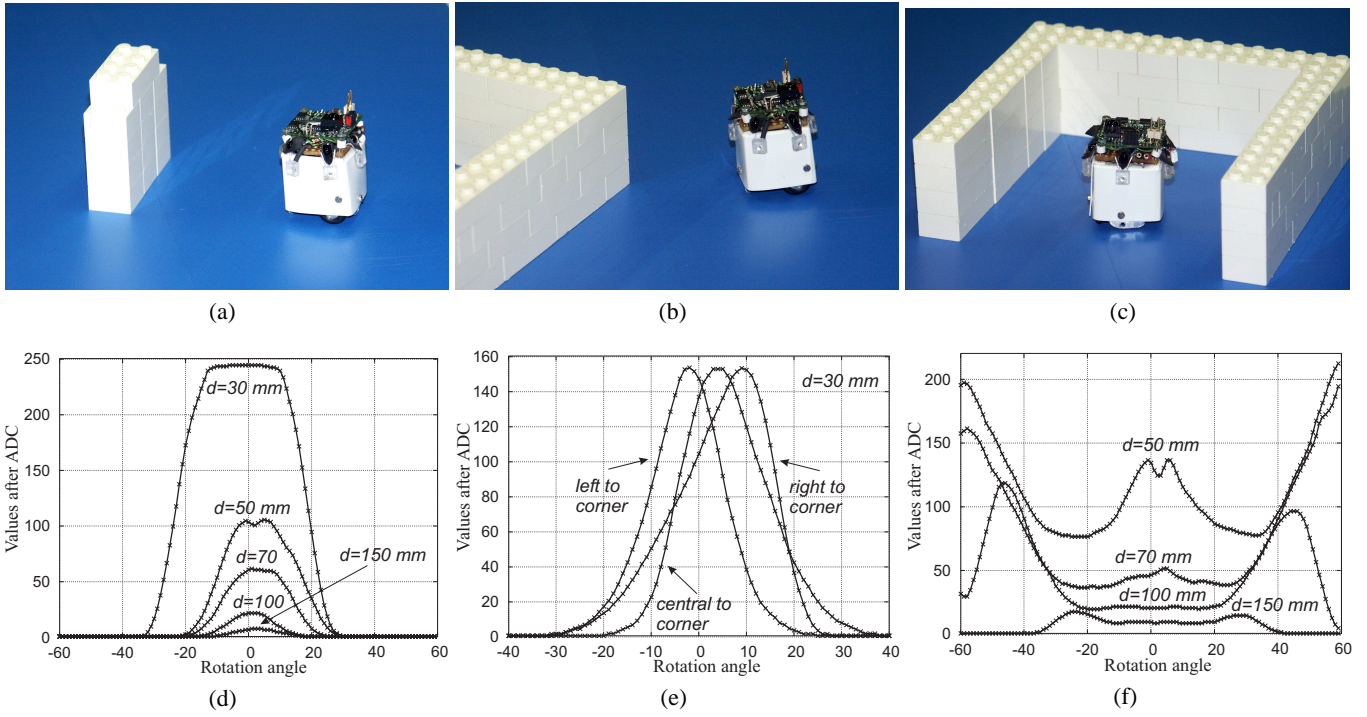 (a)
(b)
(c)
Values after ADC
250
200
150
100
50
0
-60
-40
-20
0
20
40
60
Rotation angle
d=30 mm
d=50 mm
d=150 mm
d=70
d=100
(d)
Values after ADC
160
140
120
100
80
60
40
20
0
-40
-30
-20
-10
0
10
20
30
40
Rotation angle
d=30 mm
left to
corner
right to
corner
central to
corner
(e)
Values after ADC
200
150
100
50
0
-60
-40
-20
0
20
40
60
Rotation angle
d=50 mm
d=70 mm
d=100 mm
d=150 mm
(f)